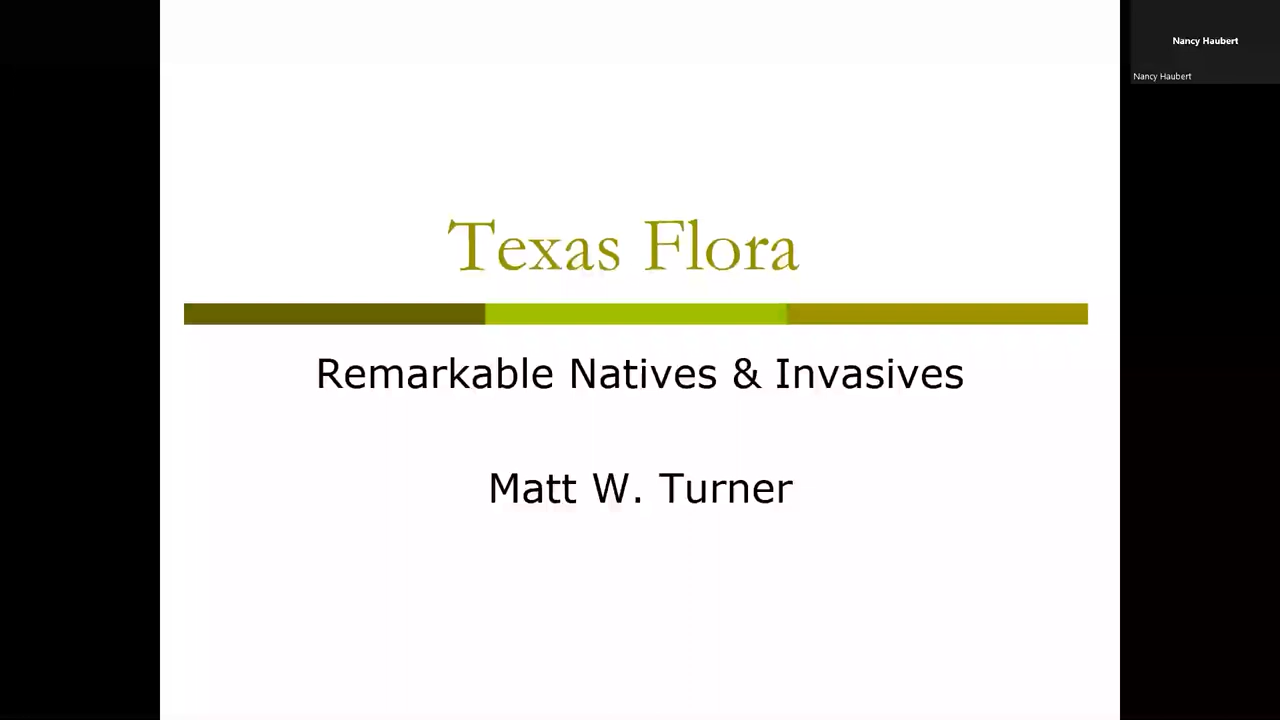 Nancy Haubert
Nancy Haubert
Texas Flora
Remarkable Natives & Invasives
Matt W. Turner